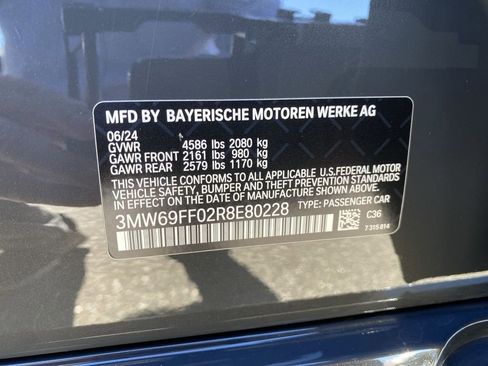 MFD BY BAYERISCHE MOTOREN WERKE AG
06/24
GVWR 4586 lbs 2080 kg
GAWR FRONT 2161 lbs 980 kg
GAWR REAR 2579 lbs 1170 kg
THIS VEHICLE CONFORMS TO ALL APPLICABLE U.S.FEDERAL MOTOR
VEHICLE SAFETY, BUMPER AND THEFT PREVENTION STANDARDS
IN EFFECT ON THE DATE OF MANUFACTURE SHOWN ABOVE.
3MW69FF02R8E80228 TYPE: PASSENGER CAR
C36
7 315 814